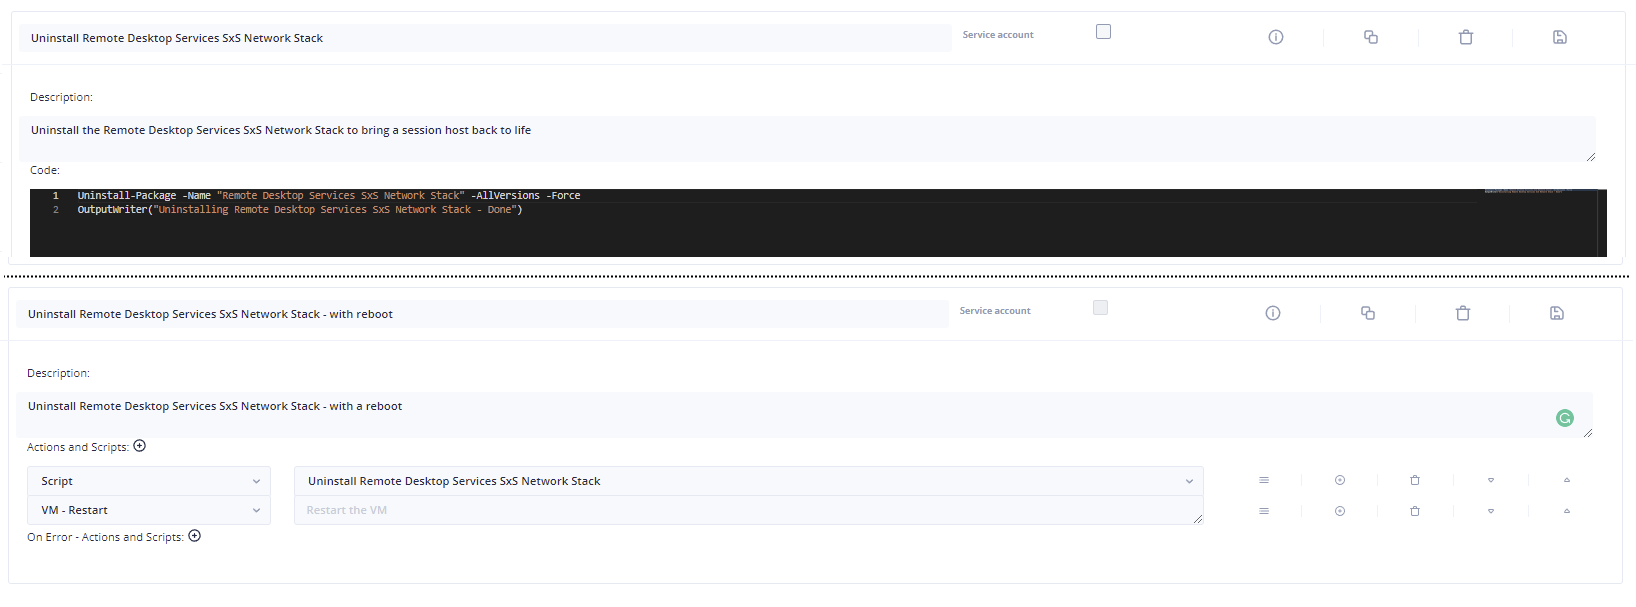 Uninstall Remote Desktop Services SxS Network Stack
Service account
Description:
Uninstall the Remote Desktop Services SxS Network Stack to bring a session host back to life
Code:
1 Uninstall-Package -Name "Remote Desktop Services SxS Network Stack" -AllVersions -Force
2 OutputWriter("Uninstalling Remote Desktop Services SxS Network Stack - Done")
Uninstall Remote Desktop Services SxS Network Stack - with reboot
Service account
Description:
Uninstall Remote Desktop Services SxS Network Stack - with a reboot
Actions and Scripts:
Script
Uninstall Remote Desktop Services SxS Network Stack
VM - Restart
Restart the VM
On Error - Actions and Scripts: